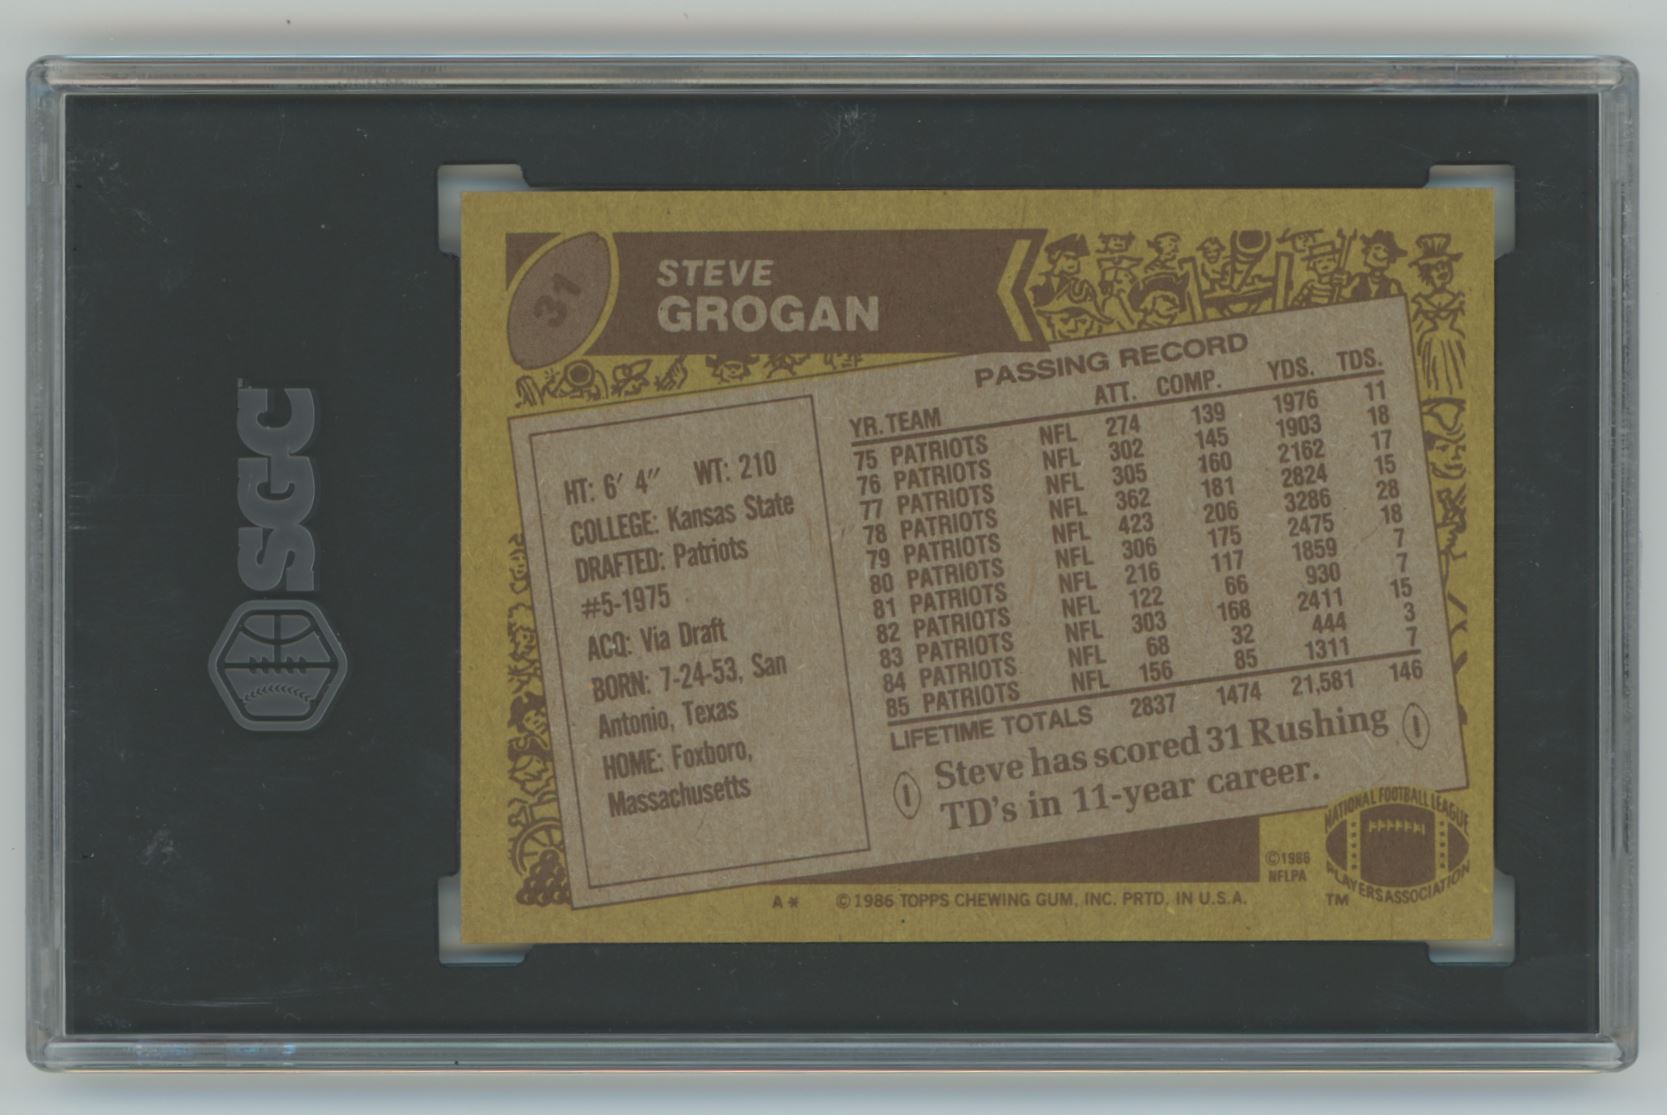 SGC
™
31
STEVE
GROGAN
HT: 6′ 4″ WT: 210
COLLEGE: Kansas State
DRAFTED: Patriots
#5-1975
ACQ: Via Draft
BORN: 7-24-53, San
Antonio, Texas
HOME: Foxboro,
Massachusetts
PASSING RECORD
YR. TEAM ATT. COMP. YDS. TDS.
75 PATRIOTS NFL 274 139 1976 11
76 PATRIOTS NFL 302 145 1903 18
77 PATRIOTS NFL 305 160 2162 17
78 PATRIOTS NFL 362 181 2824 15
79 PATRIOTS NFL 423 206 3286 28
80 PATRIOTS NFL 306 175 2475 18
81 PATRIOTS NFL 216 117 1859 7
82 PATRIOTS NFL 122 66 930 7
83 PATRIOTS NFL 303 168 2411 15
84 PATRIOTS NFL 68 32 444 3
85 PATRIOTS NFL 156 85 1311 7
LIFETIME TOTALS 2837 1474 21,581 146
Steve has scored 31 Rushing
TD's in 11-year career.
NATIONAL FOOTBALL LEAGUE
PLAYERS ASSOCIATION
TM
©1986
NFLPA
A* ©1986 TOPPS CHEWING GUM, INC. PRTD. IN U.S.A.